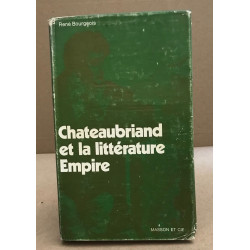 René Bourgeois
Chateaubriand
et la littérature
Empire
MASSON ET CIE